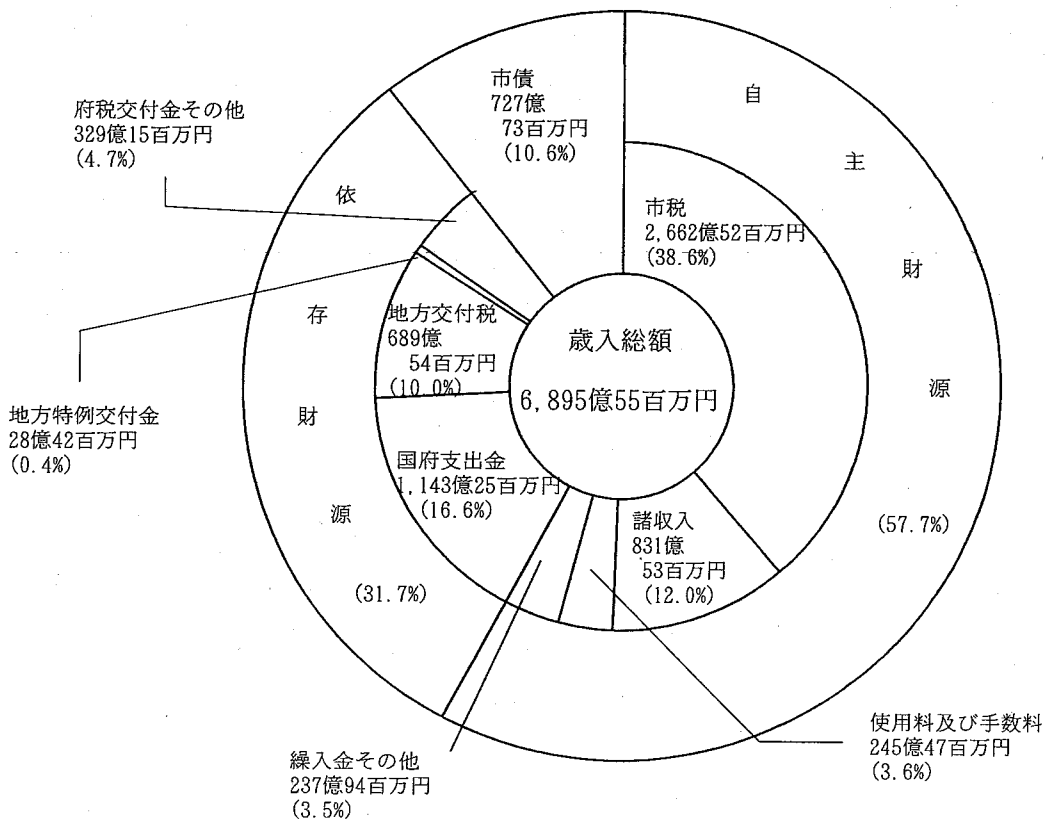 歳入総額
6,895億55百万円
自主財源
(57.7%)
市税
2,662億52百万円
(38.6%)
諸収入
831億
53百万円
(12.0%)
使用料及び手数料
245億47百万円
(3.6%)
繰入金その他
237億94百万円
(3.5%)
依存財源
(31.7%)
国府支出金
1,143億25百万円
(16.6%)
地方交付税
689億
54百万円
(10.0%)
地方特例交付金
28億42百万円
(0.4%)
府税交付金その他
329億15百万円
(4.7%)
市債
727億
73百万円
(10.6%)